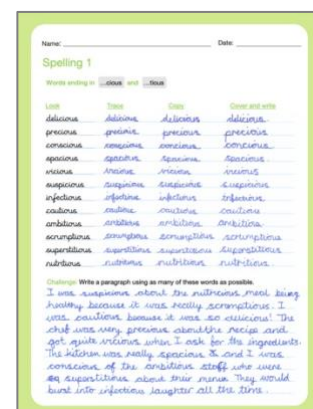 Name: Date:
Spelling 1
Words ending in ...cious and ...tious
Look Trace Copy Cover and write
delicious delicious delicious delicious
precious precious precious precious
conscious conscious concious concious
spacious spacious spacious spacious
vicious vicious vicious vicious
suspicious suspicious suspicious suspicious
infectious infectious infectious infectious
cautious cautious cautious cautious
ambitious ambitious ambitious ambitious
scrumptious scrumptious scrumptious scrumptious
superstitious superstitious superstitious superstitious
nutritious nutritious nutritious nutritious
Challenge: Write a paragraph using as many of these words as possible.
I was suspicious about the nutricious meal being
healthy because it was really scrumptious. I
was cautious because it was so delicious! The
chef was very precious about the recipe and
got quite vicious when I ask for the ingredients.
The kitchen was really spacious & and I was
conscious of the ambitious staff who were
superstitious about their menu. They would
burst into infectious laughter all the time.